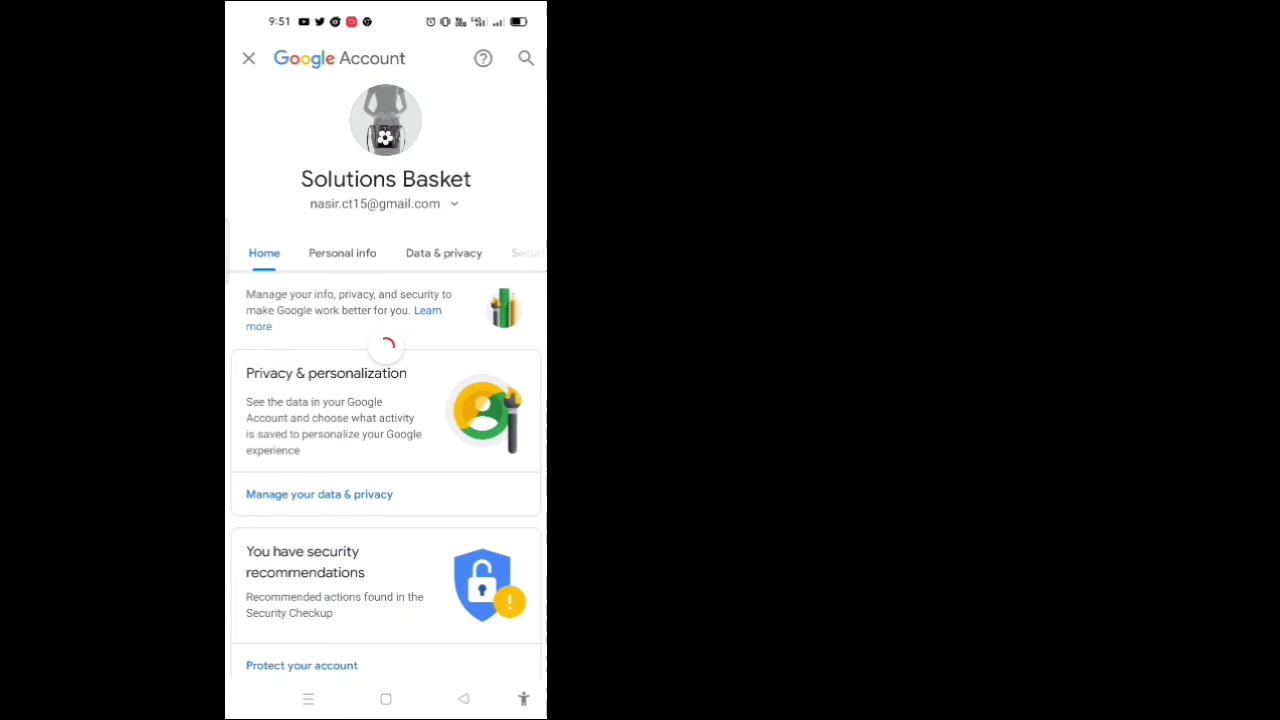 9:51
Google Account
Solutions Basket
nasir.ct15@gmail.com
Home Personal info Data & privacy Securi
Manage your info, privacy, and security to
make Google work better for you. Learn
more
Privacy & personalization
See the data in your Google
Account and choose what activity
is saved to personalize your Google
experience
Manage your data & privacy
You have security
recommendations
Recommended actions found in the
Security Checkup
Protect your account